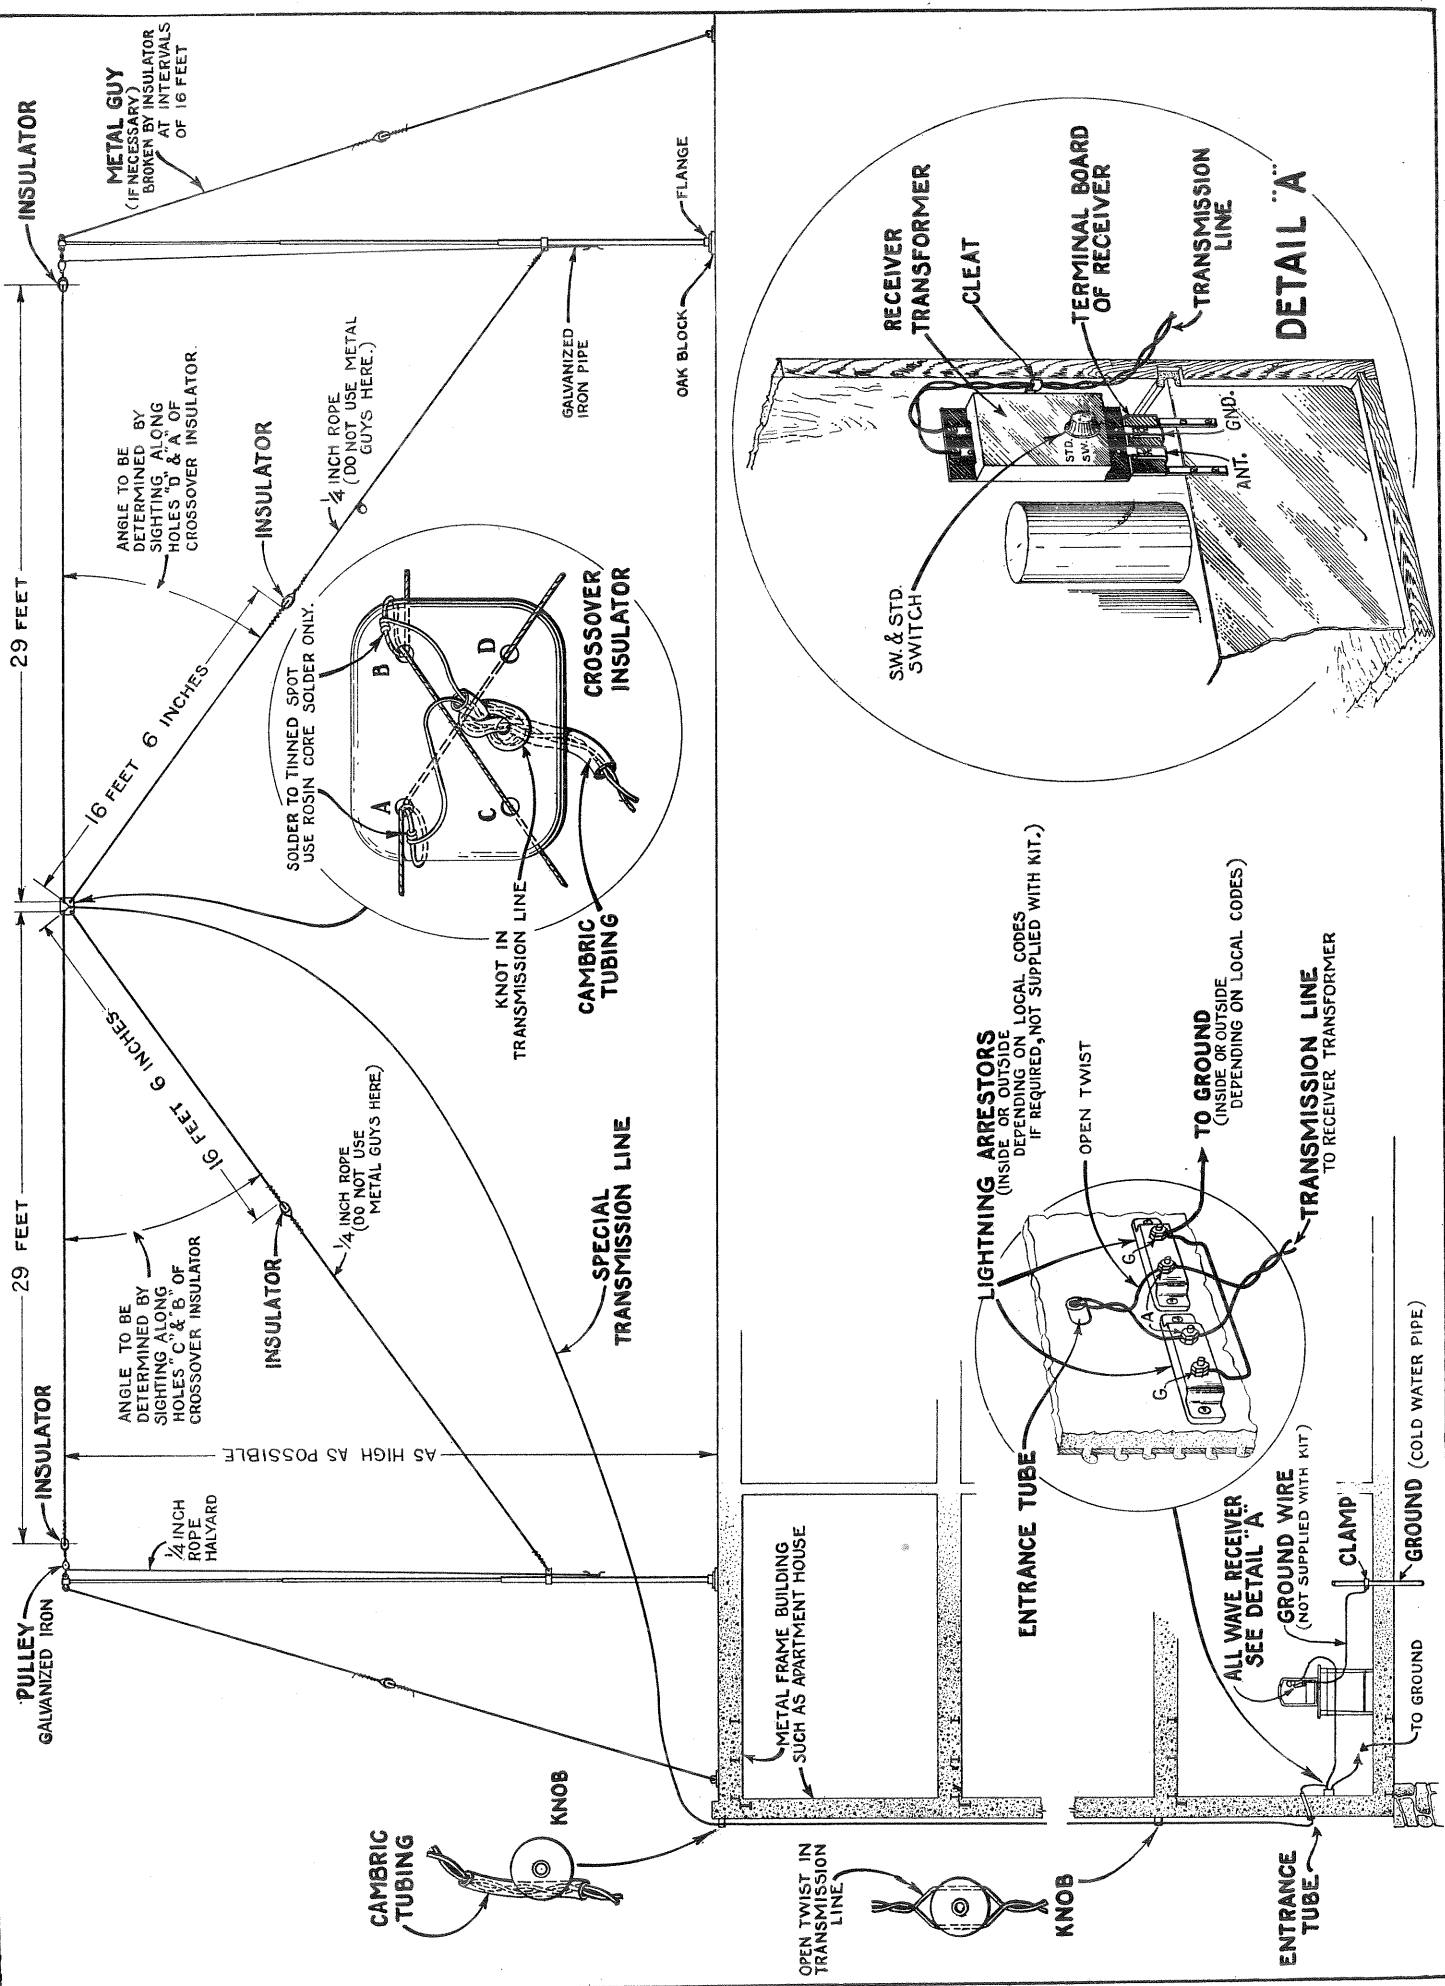 PULLEY
GALVANIZED IRON
INSULATOR
29 FEET
29 FEET
INSULATOR
1/4 INCH
ROPE
HALYARD
ANGLE TO BE
DETERMINED BY
SIGHTING ALONG
HOLES "C" & "B" OF
CROSSOVER INSULATOR
16 FEET 6 INCHES
16 FEET 6 INCHES
ANGLE TO BE
DETERMINED BY
SIGHTING ALONG
HOLES "D" & "A" OF
CROSSOVER INSULATOR.
METAL GUY
(IF NECESSARY)
BROKEN BY INSULATOR
AT INTERVALS
OF 16 FEET
AS HIGH AS POSSIBLE
INSULATOR
INSULATOR
1/4 INCH ROPE
(DO NOT USE
METAL GUYS HERE)
1/4 INCH ROPE
(DO NOT USE METAL
GUYS HERE.)
SOLDER TO TINNED SPOT
USE ROSIN CORE SOLDER ONLY.
A
B
C
D
KNOT IN
TRANSMISSION LINE
CAMBRIC
TUBING
CROSSOVER
INSULATOR
SPECIAL
TRANSMISSION LINE
GALVANIZED
IRON PIPE
OAK BLOCK
FLANGE
CAMBRIC
TUBING
KNOB
METAL FRAME BUILDING
SUCH AS APARTMENT HOUSE
OPEN TWIST IN
TRANSMISSION
LINE
KNOB
ENTRANCE
TUBE
ENTRANCE TUBE
LIGHTNING ARRESTORS
(INSIDE OR OUTSIDE
DEPENDING ON LOCAL CODES
IF REQUIRED, NOT SUPPLIED WITH KIT.)
OPEN TWIST
G.
A
G.
TO GROUND
(INSIDE OR OUTSIDE
DEPENDING ON LOCAL CODES)
TRANSMISSION LINE
TO RECEIVER TRANSFORMER
ALL WAVE RECEIVER
SEE DETAIL "A"
GROUND WIRE
(NOT SUPPLIED WITH KIT)
CLAMP
GROUND (COLD WATER PIPE)
TO GROUND
RECEIVER
TRANSFORMER
CLEAT
TERMINAL BOARD
OF RECEIVER
TRANSMISSION
LINE
S.W. & STD.
SWITCH
STD.
SW.
ANT.
GND.
DETAIL "A"